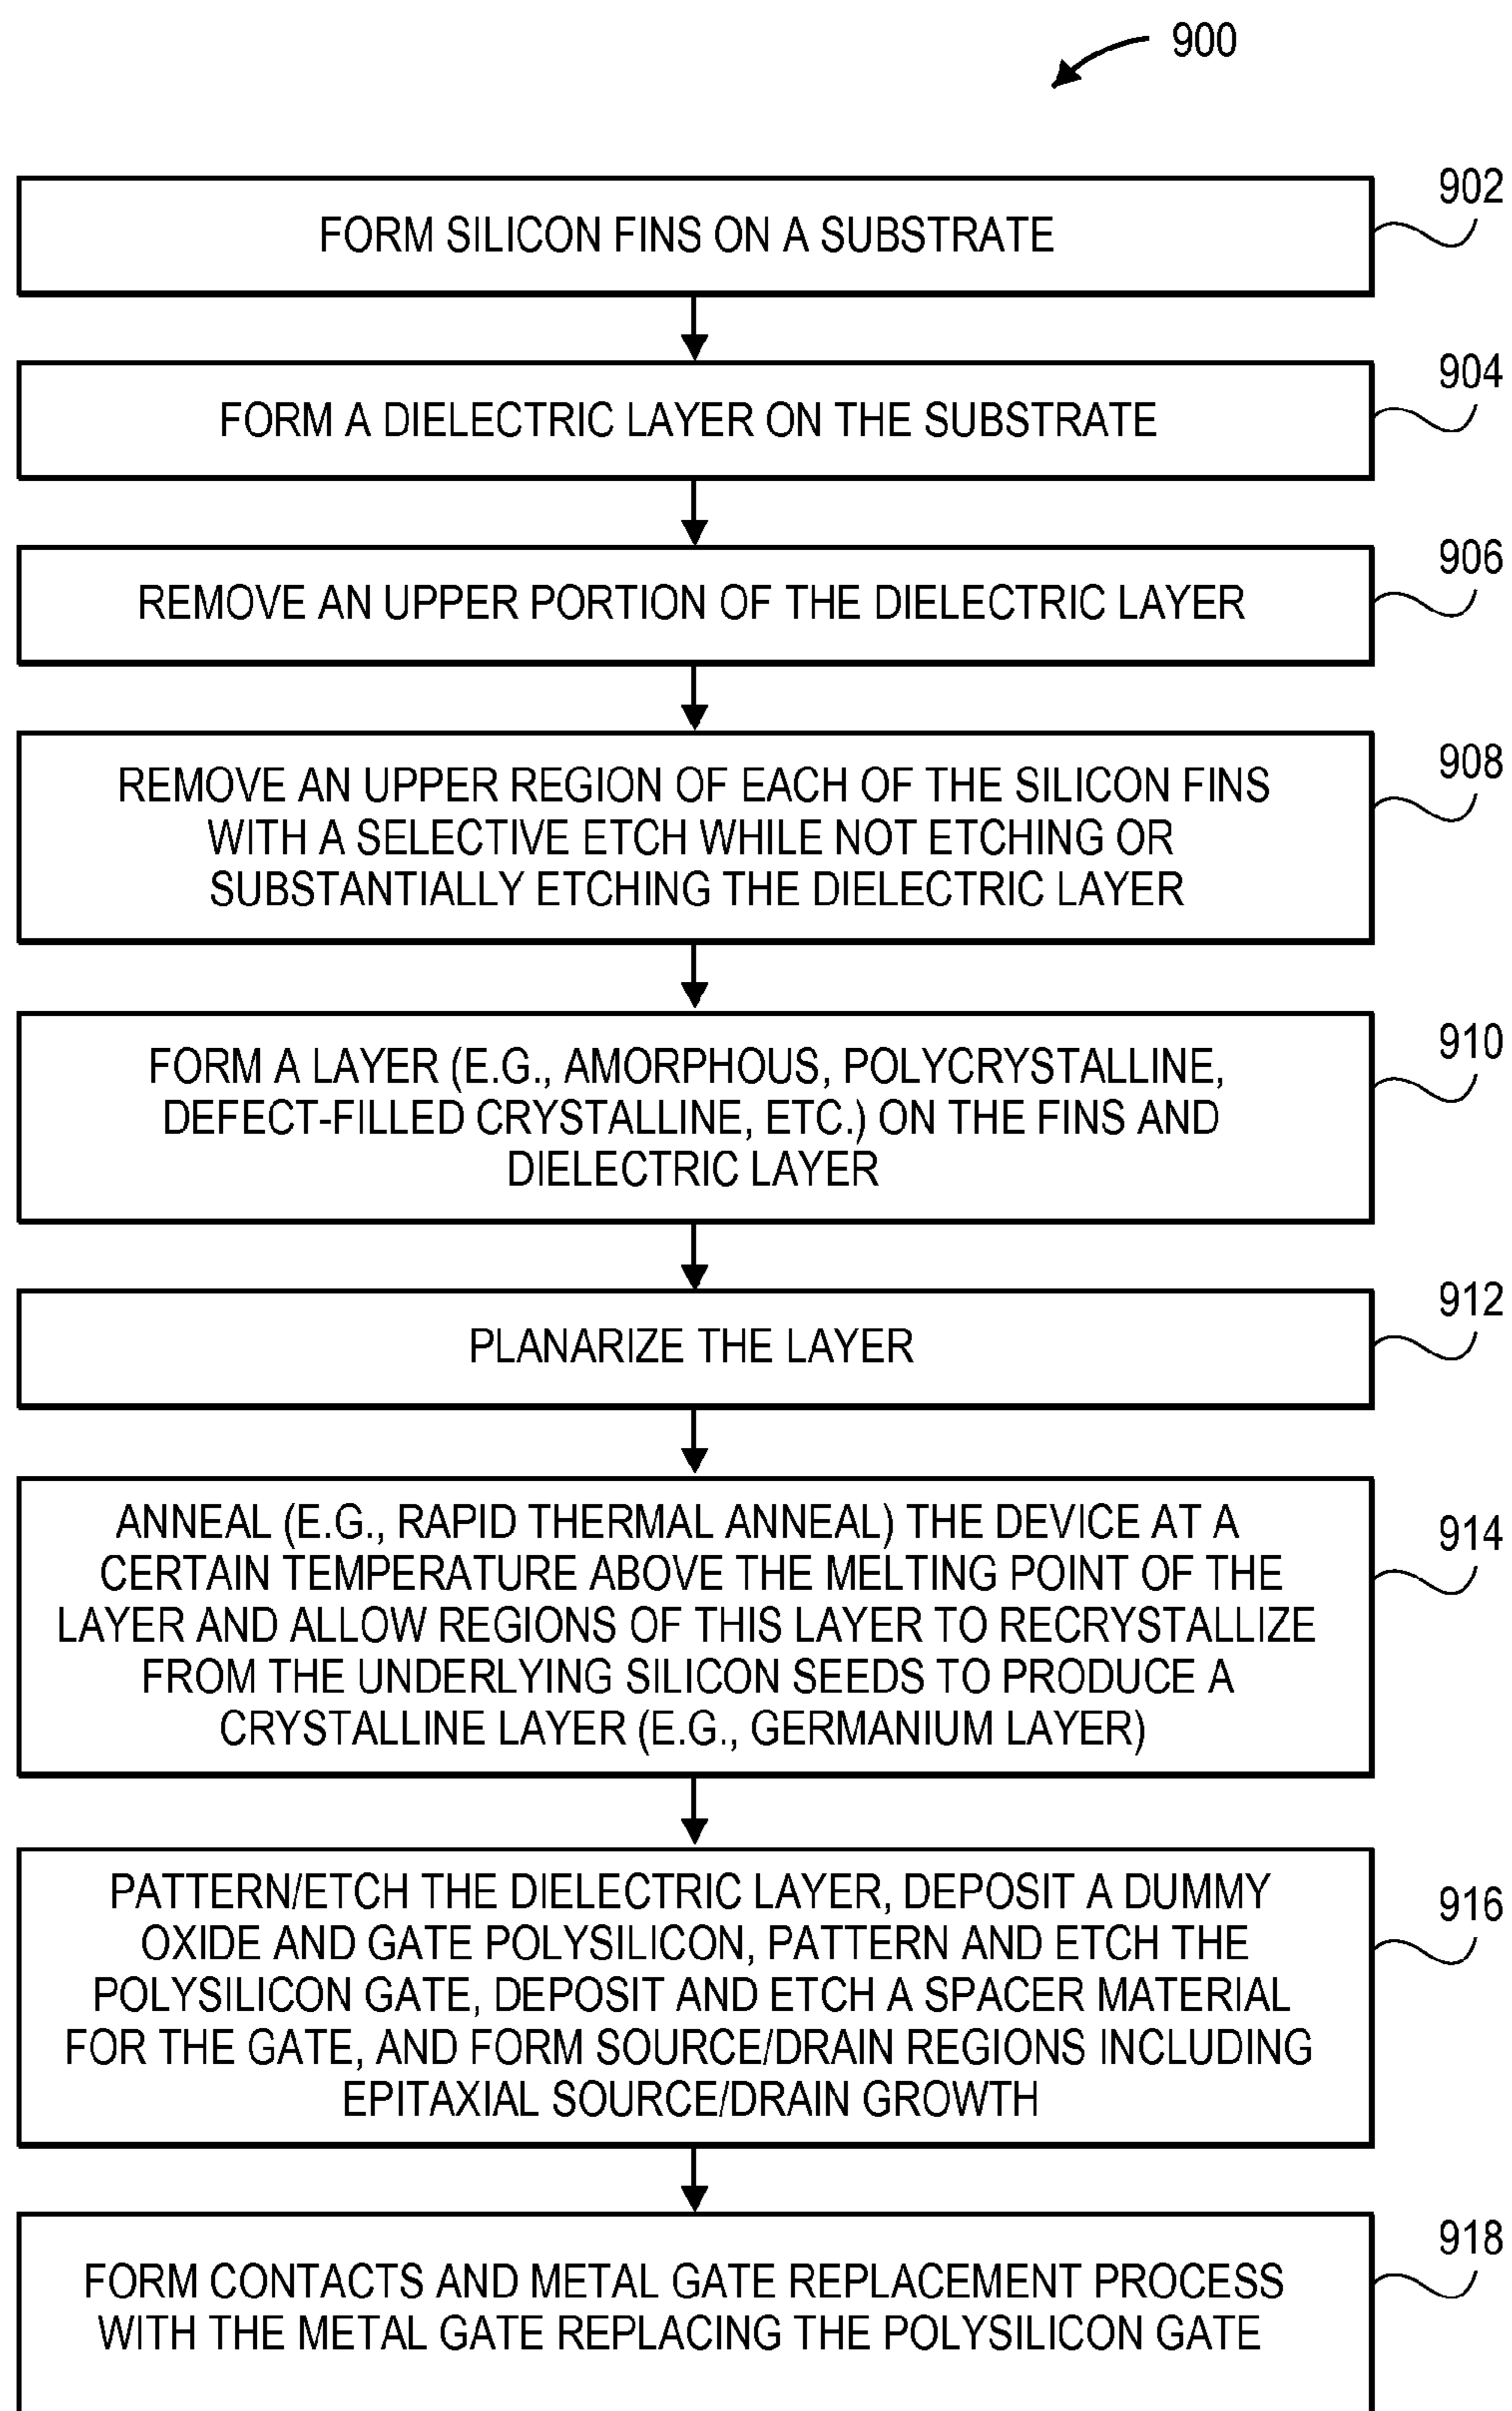 900
FORM SILICON FINS ON A SUBSTRATE
902
FORM A DIELECTRIC LAYER ON THE SUBSTRATE
904
REMOVE AN UPPER PORTION OF THE DIELECTRIC LAYER
906
REMOVE AN UPPER REGION OF EACH OF THE SILICON FINS
WITH A SELECTIVE ETCH WHILE NOT ETCHING OR
SUBSTANTIALLY ETCHING THE DIELECTRIC LAYER
908
FORM A LAYER (E.G., AMORPHOUS, POLYCRYSTALLINE,
DEFECT-FILLED CRYSTALLINE, ETC.) ON THE FINS AND
DIELECTRIC LAYER
910
PLANARIZE THE LAYER
912
ANNEAL (E.G., RAPID THERMAL ANNEAL) THE DEVICE AT A
CERTAIN TEMPERATURE ABOVE THE MELTING POINT OF THE
LAYER AND ALLOW REGIONS OF THIS LAYER TO RECRYSTALLIZE
FROM THE UNDERLYING SILICON SEEDS TO PRODUCE A
CRYSTALLINE LAYER (E.G., GERMANIUM LAYER)
914
PATTERN/ETCH THE DIELECTRIC LAYER, DEPOSIT A DUMMY
OXIDE AND GATE POLYSILICON, PATTERN AND ETCH THE
POLYSILICON GATE, DEPOSIT AND ETCH A SPACER MATERIAL
FOR THE GATE, AND FORM SOURCE/DRAIN REGIONS INCLUDING
EPITAXIAL SOURCE/DRAIN GROWTH
916
FORM CONTACTS AND METAL GATE REPLACEMENT PROCESS
WITH THE METAL GATE REPLACING THE POLYSILICON GATE
918